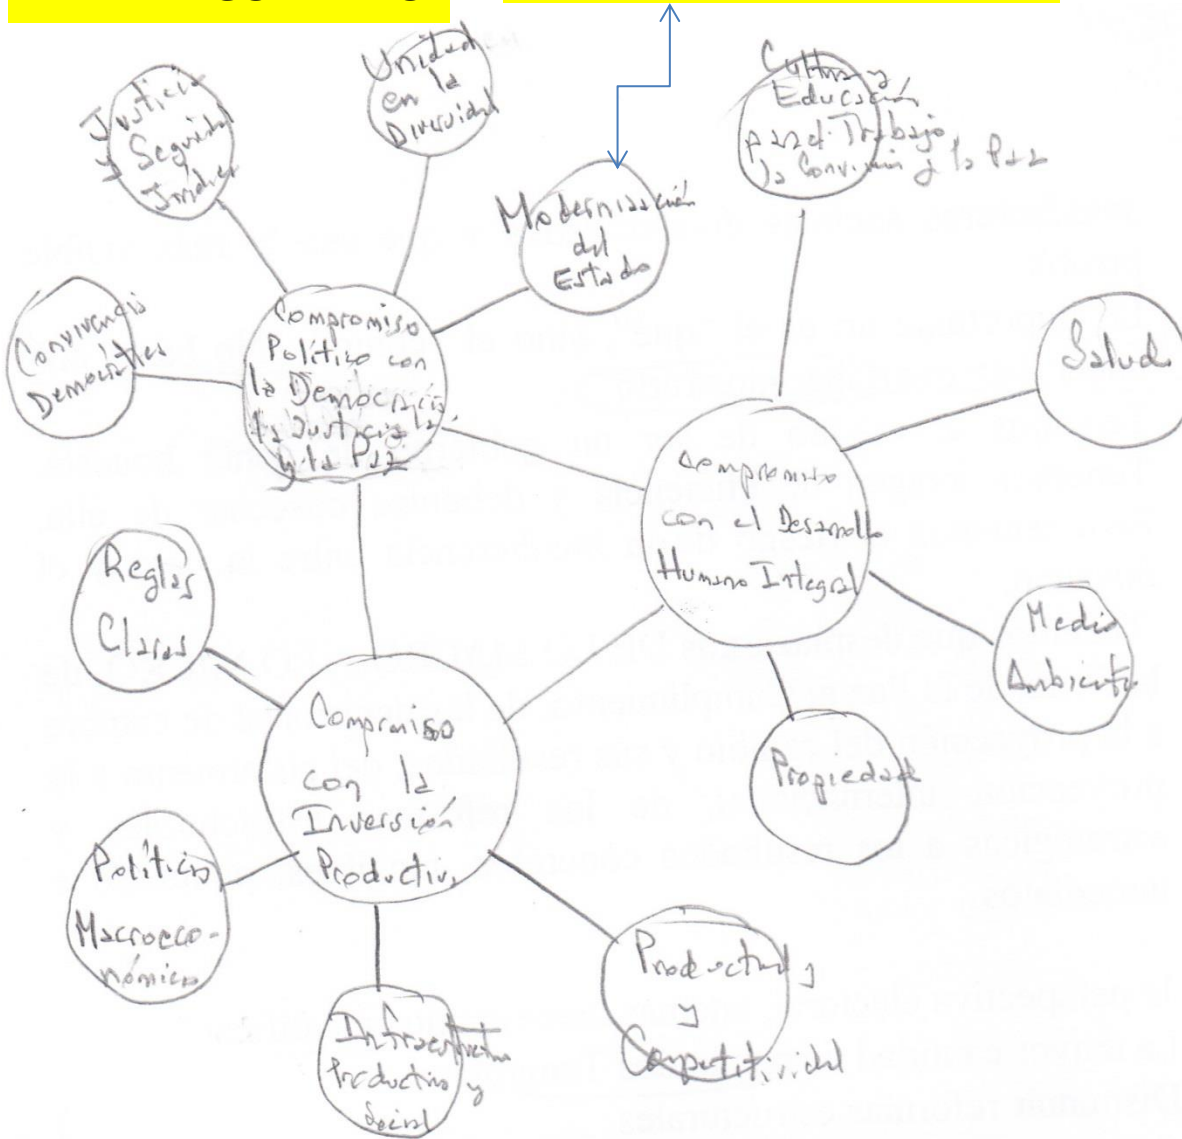 Unidad
en la
Diversidad
Justicia
y Seguridad
Jurídica
Cultura y
Educación
para el Trabajo
la Convivencia y la Paz
Modernización
del
Estado
Convivencia
Democrática
Compromiso
Político con
la Democracia
la Justicia
y la Paz
Salud
Compromiso
con el Desarrollo
Humano Integral
Reglas
Claras
Medio
Ambiente
Propiedad
Compromiso
con la
Inversión
Productiva
Política
Macroeco-
nómica
Productividad
y
Competitividad
Infraestructura
Productiva y
Social